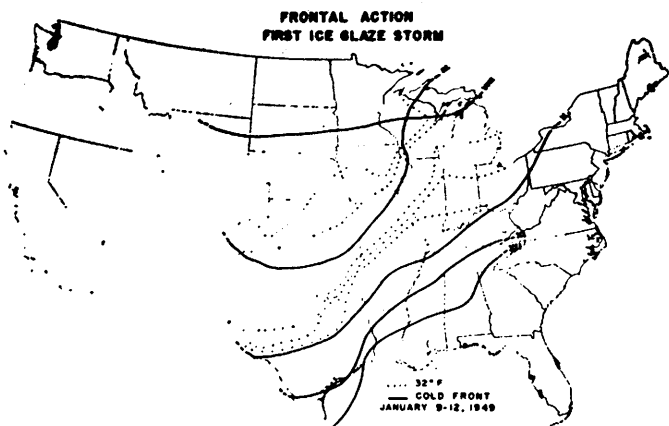 FRONTAL ACTION
FIRST ICE GLAZE STORM
.... 32°F
— COLD FRONT
JANUARY 9-12, 1949